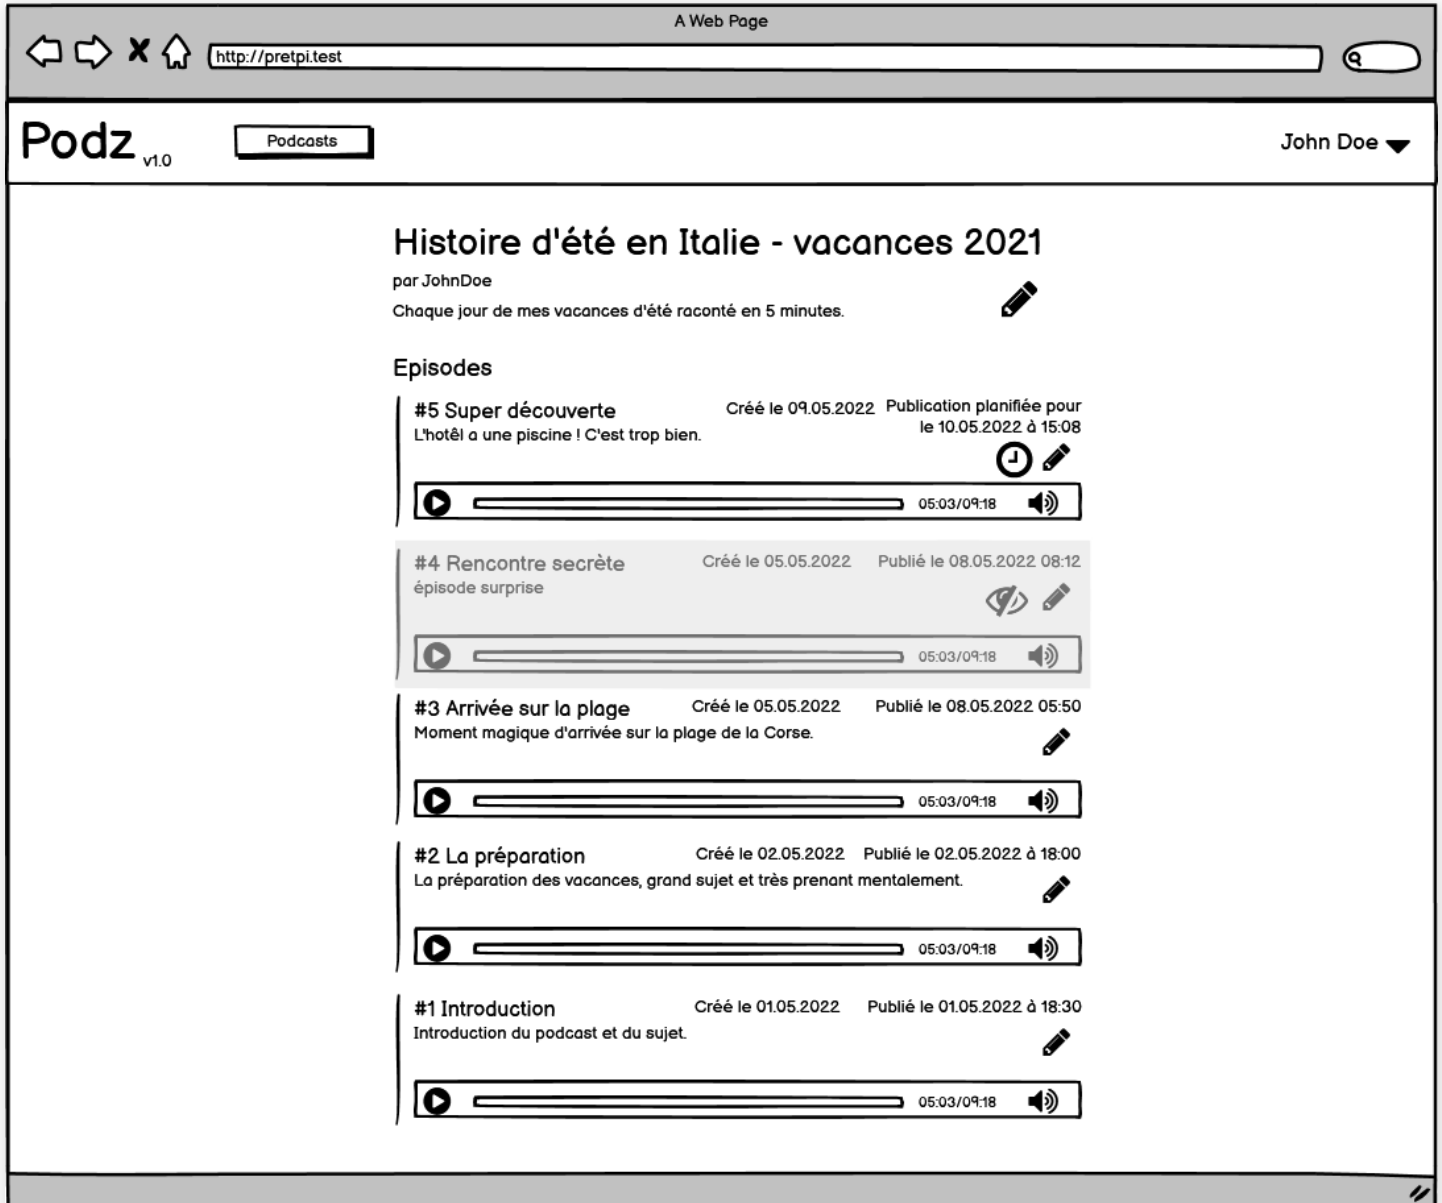 A Web Page
http://pretpi.test
Podz v1.0
Podcasts
John Doe
Histoire d'été en Italie - vacances 2021
par JohnDoe
Chaque jour de mes vacances d'été raconté en 5 minutes.
Episodes
#5 Super découverte
Créé le 09.05.2022
Publication planifiée pour
le 10.05.2022 à 15:08
L'hotêl a une piscine ! C'est trop bien.
05:03/09:18
#4 Rencontre secrète
Créé le 05.05.2022
Publié le 08.05.2022 08:12
épisode surprise
05:03/09:18
#3 Arrivée sur la plage
Créé le 05.05.2022
Publié le 08.05.2022 05:50
Moment magique d'arrivée sur la plage de la Corse.
05:03/09:18
#2 La préparation
Créé le 02.05.2022
Publié le 02.05.2022 à 18:00
La préparation des vacances, grand sujet et très prenant mentalement.
05:03/09:18
#1 Introduction
Créé le 01.05.2022
Publié le 01.05.2022 à 18:30
Introduction du podcast et du sujet.
05:03/09:18